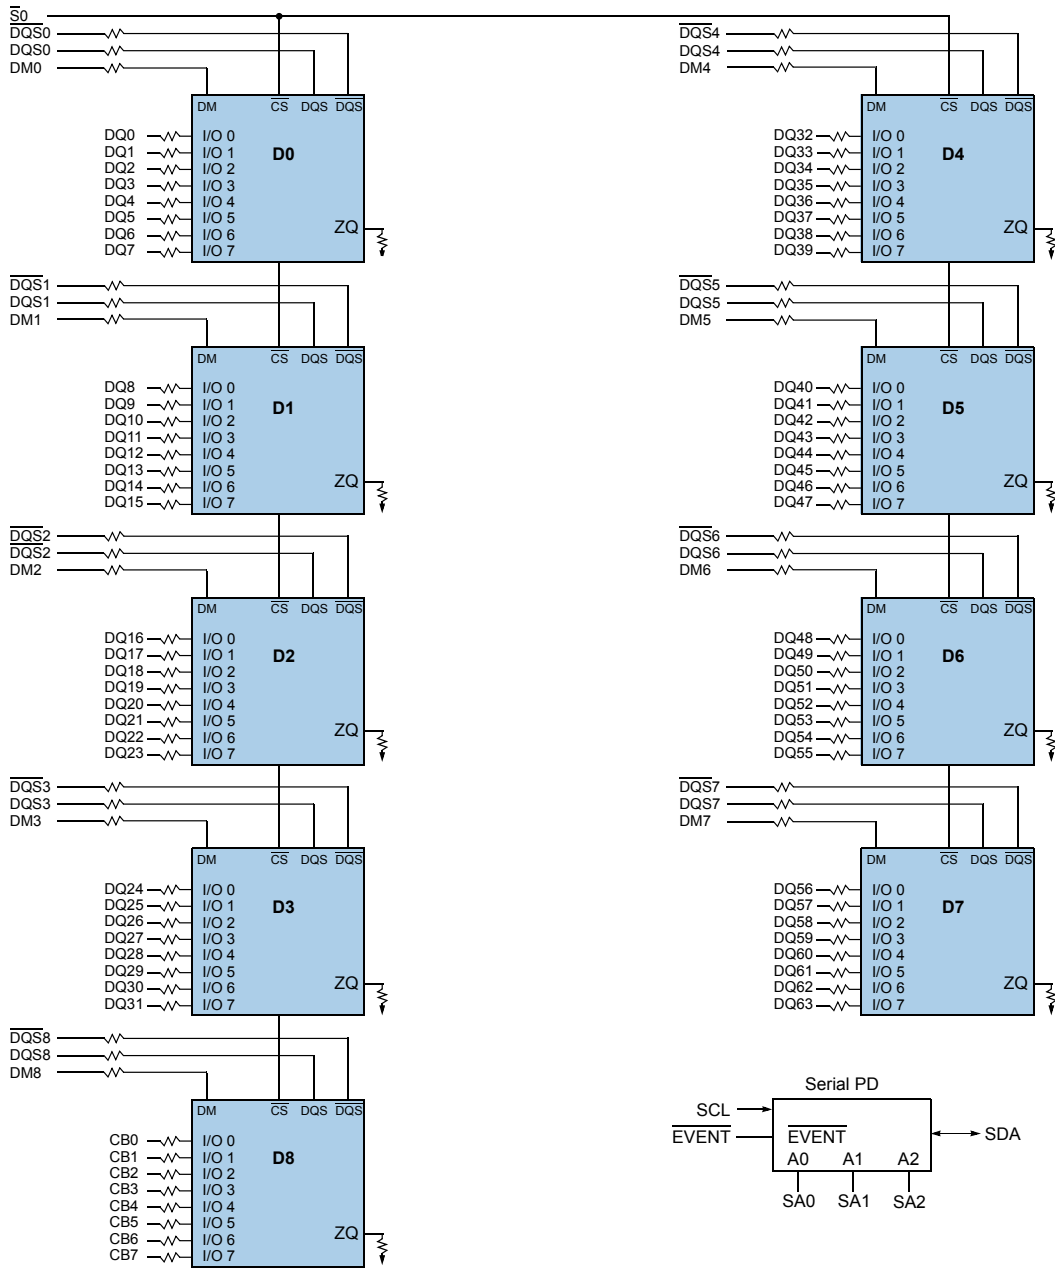 S0
DQS0
DQS0
DM0
DM CS DQS DQS
DQ0 I/O 0
DQ1 I/O 1
DQ2 I/O 2
DQ3 I/O 3
DQ4 I/O 4
DQ5 I/O 5
DQ6 I/O 6
DQ7 I/O 7
D0
ZQ
DQS1
DQS1
DM1
DM CS DQS DQS
DQ8 I/O 0
DQ9 I/O 1
DQ10 I/O 2
DQ11 I/O 3
DQ12 I/O 4
DQ13 I/O 5
DQ14 I/O 6
DQ15 I/O 7
D1
ZQ
DQS2
DQS2
DM2
DM CS DQS DQS
DQ16 I/O 0
DQ17 I/O 1
DQ18 I/O 2
DQ19 I/O 3
DQ20 I/O 4
DQ21 I/O 5
DQ22 I/O 6
DQ23 I/O 7
D2
ZQ
DQS3
DQS3
DM3
DM CS DQS DQS
DQ24 I/O 0
DQ25 I/O 1
DQ26 I/O 2
DQ27 I/O 3
DQ28 I/O 4
DQ29 I/O 5
DQ30 I/O 6
DQ31 I/O 7
D3
ZQ
DQS8
DQS8
DM8
DM CS DQS DQS
CB0 I/O 0
CB1 I/O 1
CB2 I/O 2
CB3 I/O 3
CB4 I/O 4
CB5 I/O 5
CB6 I/O 6
CB7 I/O 7
D8
ZQ
DQS4
DQS4
DM4
DM CS DQS DQS
DQ32 I/O 0
DQ33 I/O 1
DQ34 I/O 2
DQ35 I/O 3
DQ36 I/O 4
DQ37 I/O 5
DQ38 I/O 6
DQ39 I/O 7
D4
ZQ
DQS5
DQS5
DM5
DM CS DQS DQS
DQ40 I/O 0
DQ41 I/O 1
DQ42 I/O 2
DQ43 I/O 3
DQ44 I/O 4
DQ45 I/O 5
DQ46 I/O 6
DQ47 I/O 7
D5
ZQ
DQS6
DQS6
DM6
DM CS DQS DQS
DQ48 I/O 0
DQ49 I/O 1
DQ50 I/O 2
DQ51 I/O 3
DQ52 I/O 4
DQ53 I/O 5
DQ54 I/O 6
DQ55 I/O 7
D6
ZQ
DQS7
DQS7
DM7
DM CS DQS DQS
DQ56 I/O 0
DQ57 I/O 1
DQ58 I/O 2
DQ59 I/O 3
DQ60 I/O 4
DQ61 I/O 5
DQ62 I/O 6
DQ63 I/O 7
D7
ZQ
Serial PD
SCL
EVENT EVENT SDA
A0 A1 A2
SA0 SA1 SA2